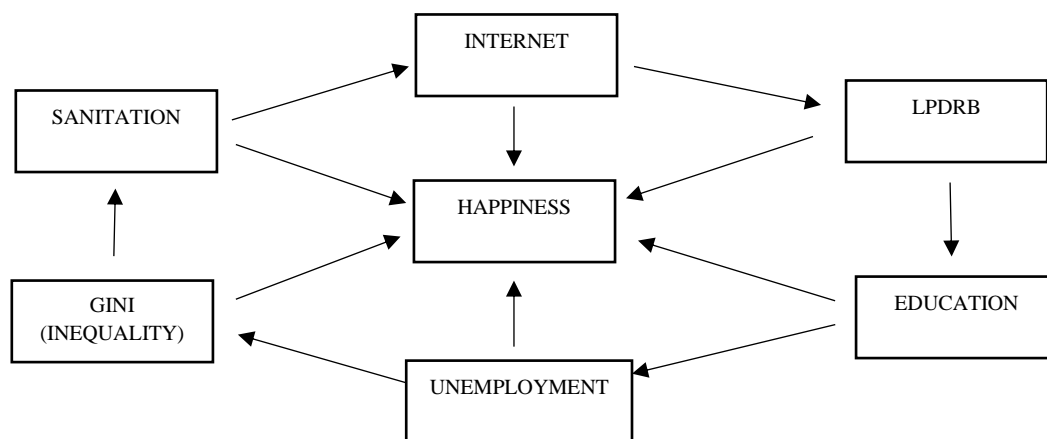 INTERNET
SANITATION
LPDRB
HAPPINESS
GINI
(INEQUALITY)
EDUCATION
UNEMPLOYMENT